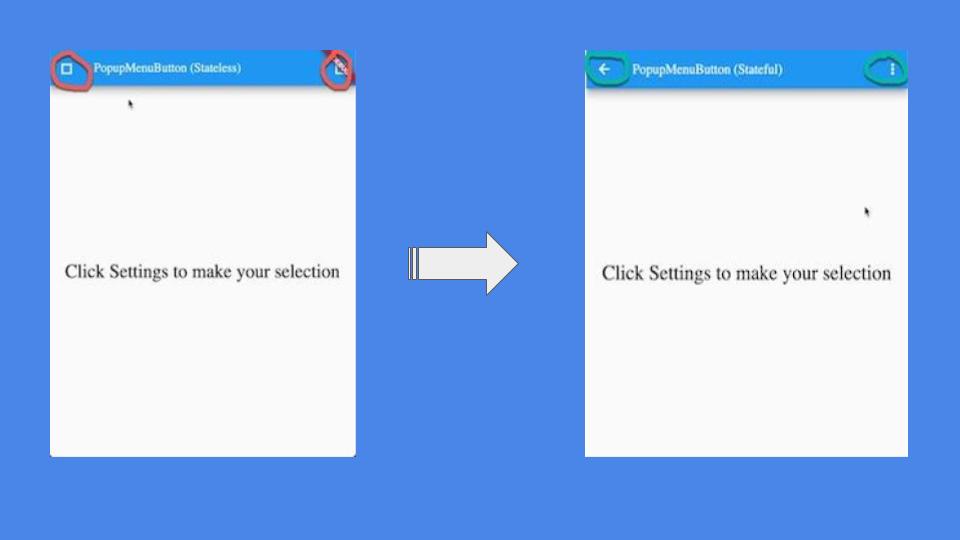 PopupMenuButton (Stateless)
Click Settings to make your selection
PopupMenuButton (Stateful)
Click Settings to make your selection